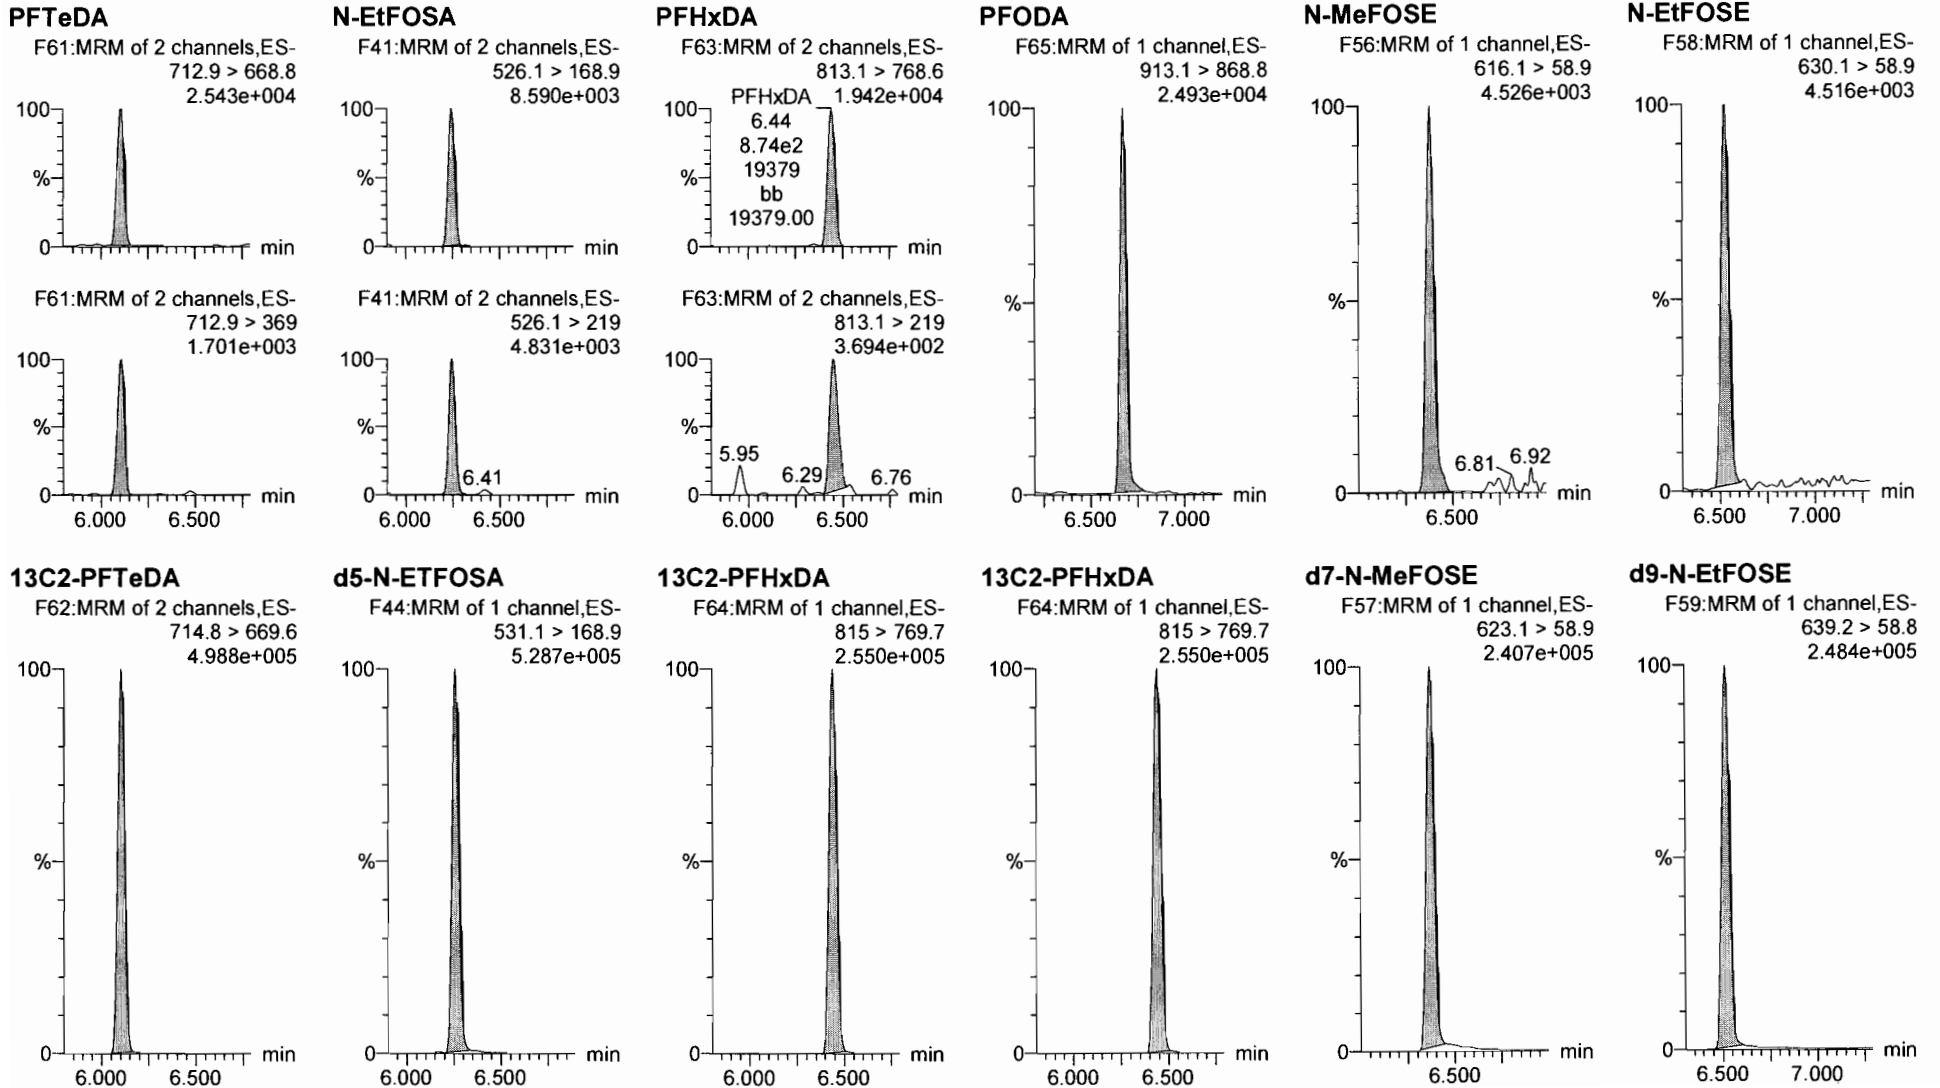 PFTeDA
F61:MRM of 2 channels,ES-
712.9 > 668.8
2.543e+004
100
%
0
min
F61:MRM of 2 channels,ES-
712.9 > 369
1.701e+003
100
%
0
min
6.000 6.500
N-EtFOSA
F41:MRM of 2 channels,ES-
526.1 > 168.9
8.590e+003
100
%
0
min
F41:MRM of 2 channels,ES-
526.1 > 219
4.831e+003
100
%
6.41
0
min
6.000 6.500
PFHxDA
F63:MRM of 2 channels,ES-
813.1 > 768.6
PFHxDA 1.942e+004
100
6.44
8.74e2
%
19379
bb
19379.00
0
min
F63:MRM of 2 channels,ES-
813.1 > 219
3.694e+002
100
%
5.95 6.29 6.76
0
min
6.000 6.500
PFODA
F65:MRM of 1 channel,ES-
913.1 > 868.8
2.493e+004
100
%
0
min
6.500 7.000
N-MeFOSE
F56:MRM of 1 channel,ES-
616.1 > 58.9
4.526e+003
100
%
6.81 6.92
0
min
6.500
N-EtFOSE
F58:MRM of 1 channel,ES-
630.1 > 58.9
4.516e+003
100
%
0
min
6.500 7.000
13C2-PFTeDA
F62:MRM of 2 channels,ES-
714.8 > 669.6
4.988e+005
100
%
0
min
6.000 6.500
d5-N-ETFOSA
F44:MRM of 1 channel,ES-
531.1 > 168.9
5.287e+005
100
%
0
min
6.000 6.500
13C2-PFHxDA
F64:MRM of 1 channel,ES-
815 > 769.7
2.550e+005
100
%
0
min
6.000 6.500
13C2-PFHxDA
F64:MRM of 1 channel,ES-
815 > 769.7
2.550e+005
100
%
0
min
6.000 6.500
d7-N-MeFOSE
F57:MRM of 1 channel,ES-
623.1 > 58.9
2.407e+005
100
%
0
min
6.500
d9-N-EtFOSE
F59:MRM of 1 channel,ES-
639.2 > 58.8
2.484e+005
100
%
0
min
6.500 7.000